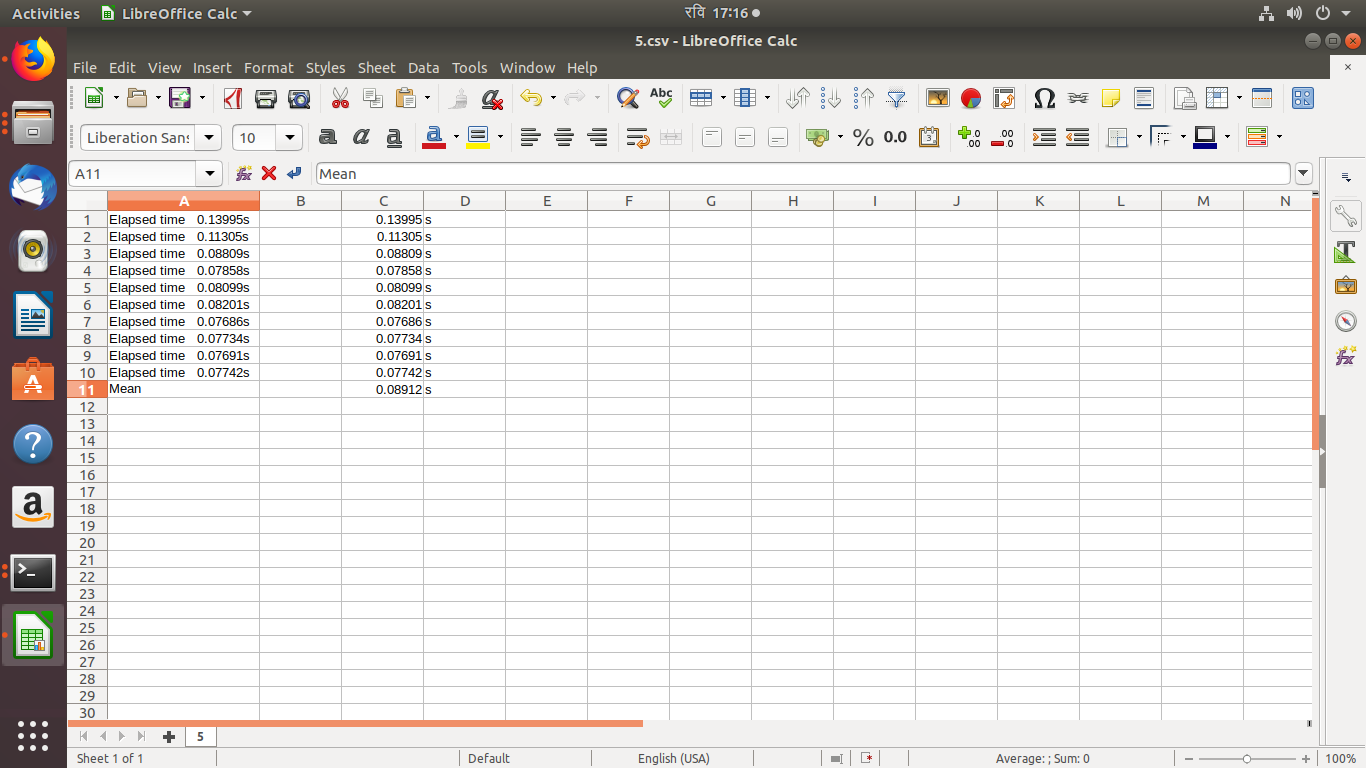 Activities LibreOffice Calc रवि 17:16
5.csv - LibreOffice Calc
File Edit View Insert Format Styles Sheet Data Tools Window Help
Abc
Liberation Sans 10 a a a a % 0.0
A11 Mean
A B C D E F G H I J K L M N
1 Elapsed time 0.13995s 0.13995 s
2 Elapsed time 0.11305s 0.11305 s
3 Elapsed time 0.08809s 0.08809 s
4 Elapsed time 0.07858s 0.07858 s
5 Elapsed time 0.08099s 0.08099 s
6 Elapsed time 0.08201s 0.08201 s
7 Elapsed time 0.07686s 0.07686 s
8 Elapsed time 0.07734s 0.07734 s
9 Elapsed time 0.07691s 0.07691 s
10 Elapsed time 0.07742s 0.07742 s
11 Mean 0.08912 s
12
13
14
15
16
17
18
19
20
21
22
23
24
25
26
27
28
29
30
5
Sheet 1 of 1 Default English (USA) Average: ; Sum: 0 100%